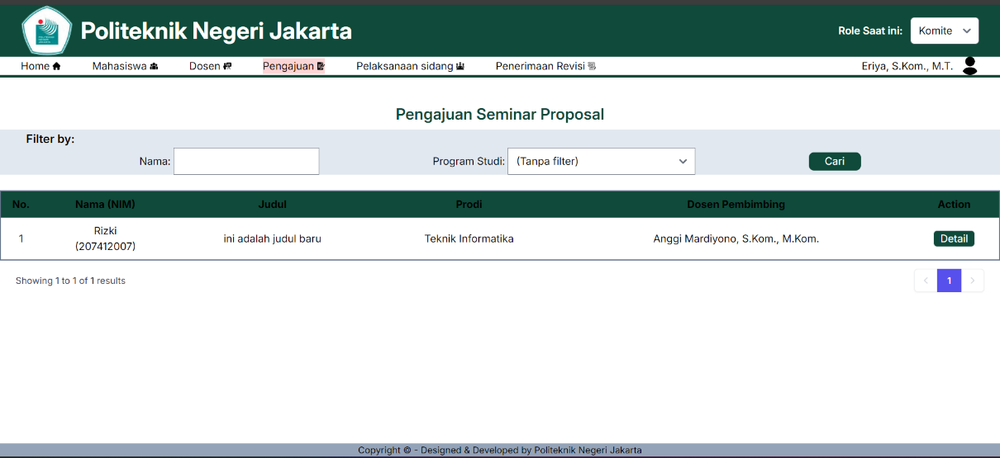 Politeknik Negeri Jakarta
Role Saat ini: Komite
Home Mahasiswa Dosen Pengajuan Pelaksanaan sidang Penerimaan Revisi Eriya, S.Kom., M.T.
Pengajuan Seminar Proposal
Filter by:
Nama: Program Studi: (Tanpa filter) Cari
No. Nama (NIM) Judul Prodi Dosen Pembimbing Action
1 Rizki (207412007) ini adalah judul baru Teknik Informatika Anggi Mardiyono, S.Kom., M.Kom. Detail
Showing 1 to 1 of 1 results
< 1 >
Copyright © - Designed & Developed by Politeknik Negeri Jakarta